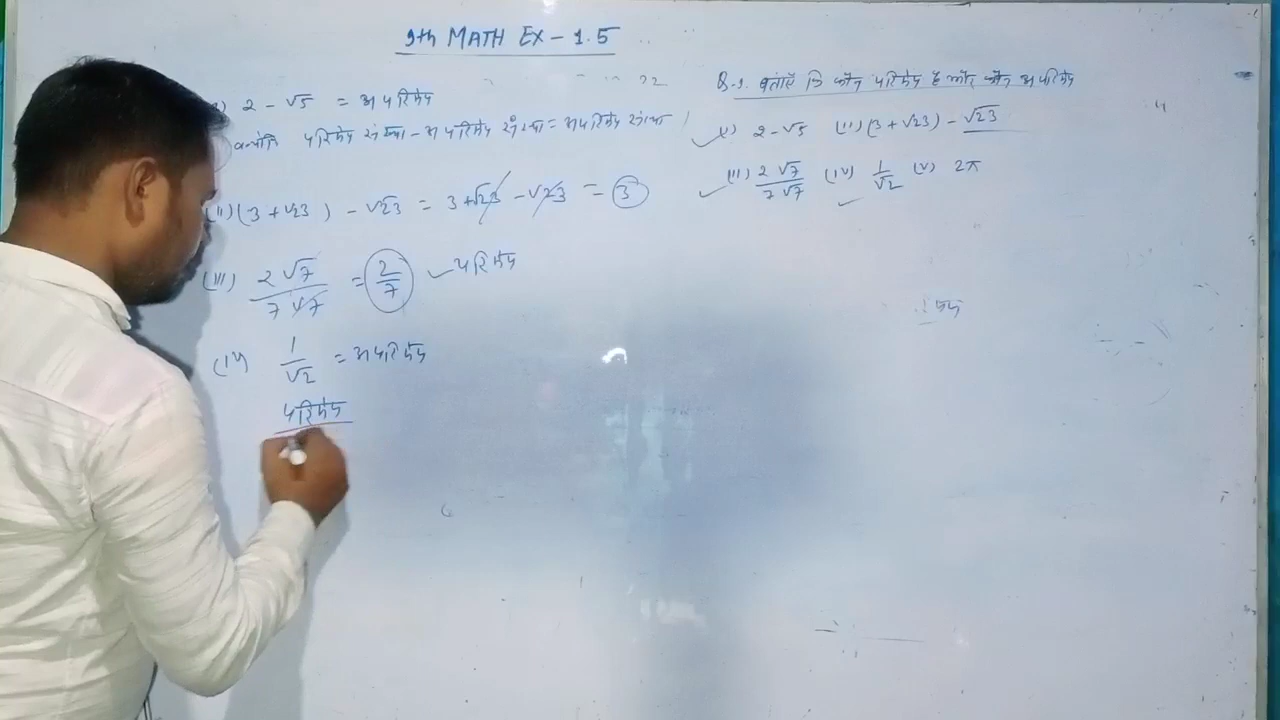 9th MATH EX - 1.5
2 - √5 = अपरिमेय
क्योंकि परिमेय संख्या - अपरिमेय संख्या = अपरिमेय संख्या ।
(ii) (3 + √23) - √23 = 3 + √23 - √23 = 3
(iii) 2√7 / 7√7 = 2/7 ✓ परिमेय
(iv) 1/√2 = अपरिमेय
परिमेय
Q.1. बताएँ कि कौन परिमेय है और कौन अपरिमेय
✓ (i) 2 - √5 (ii) (3 + √23) - √23
✓ (iii) 2√7 / 7√7 (iv) 1/√2 (v) 2π